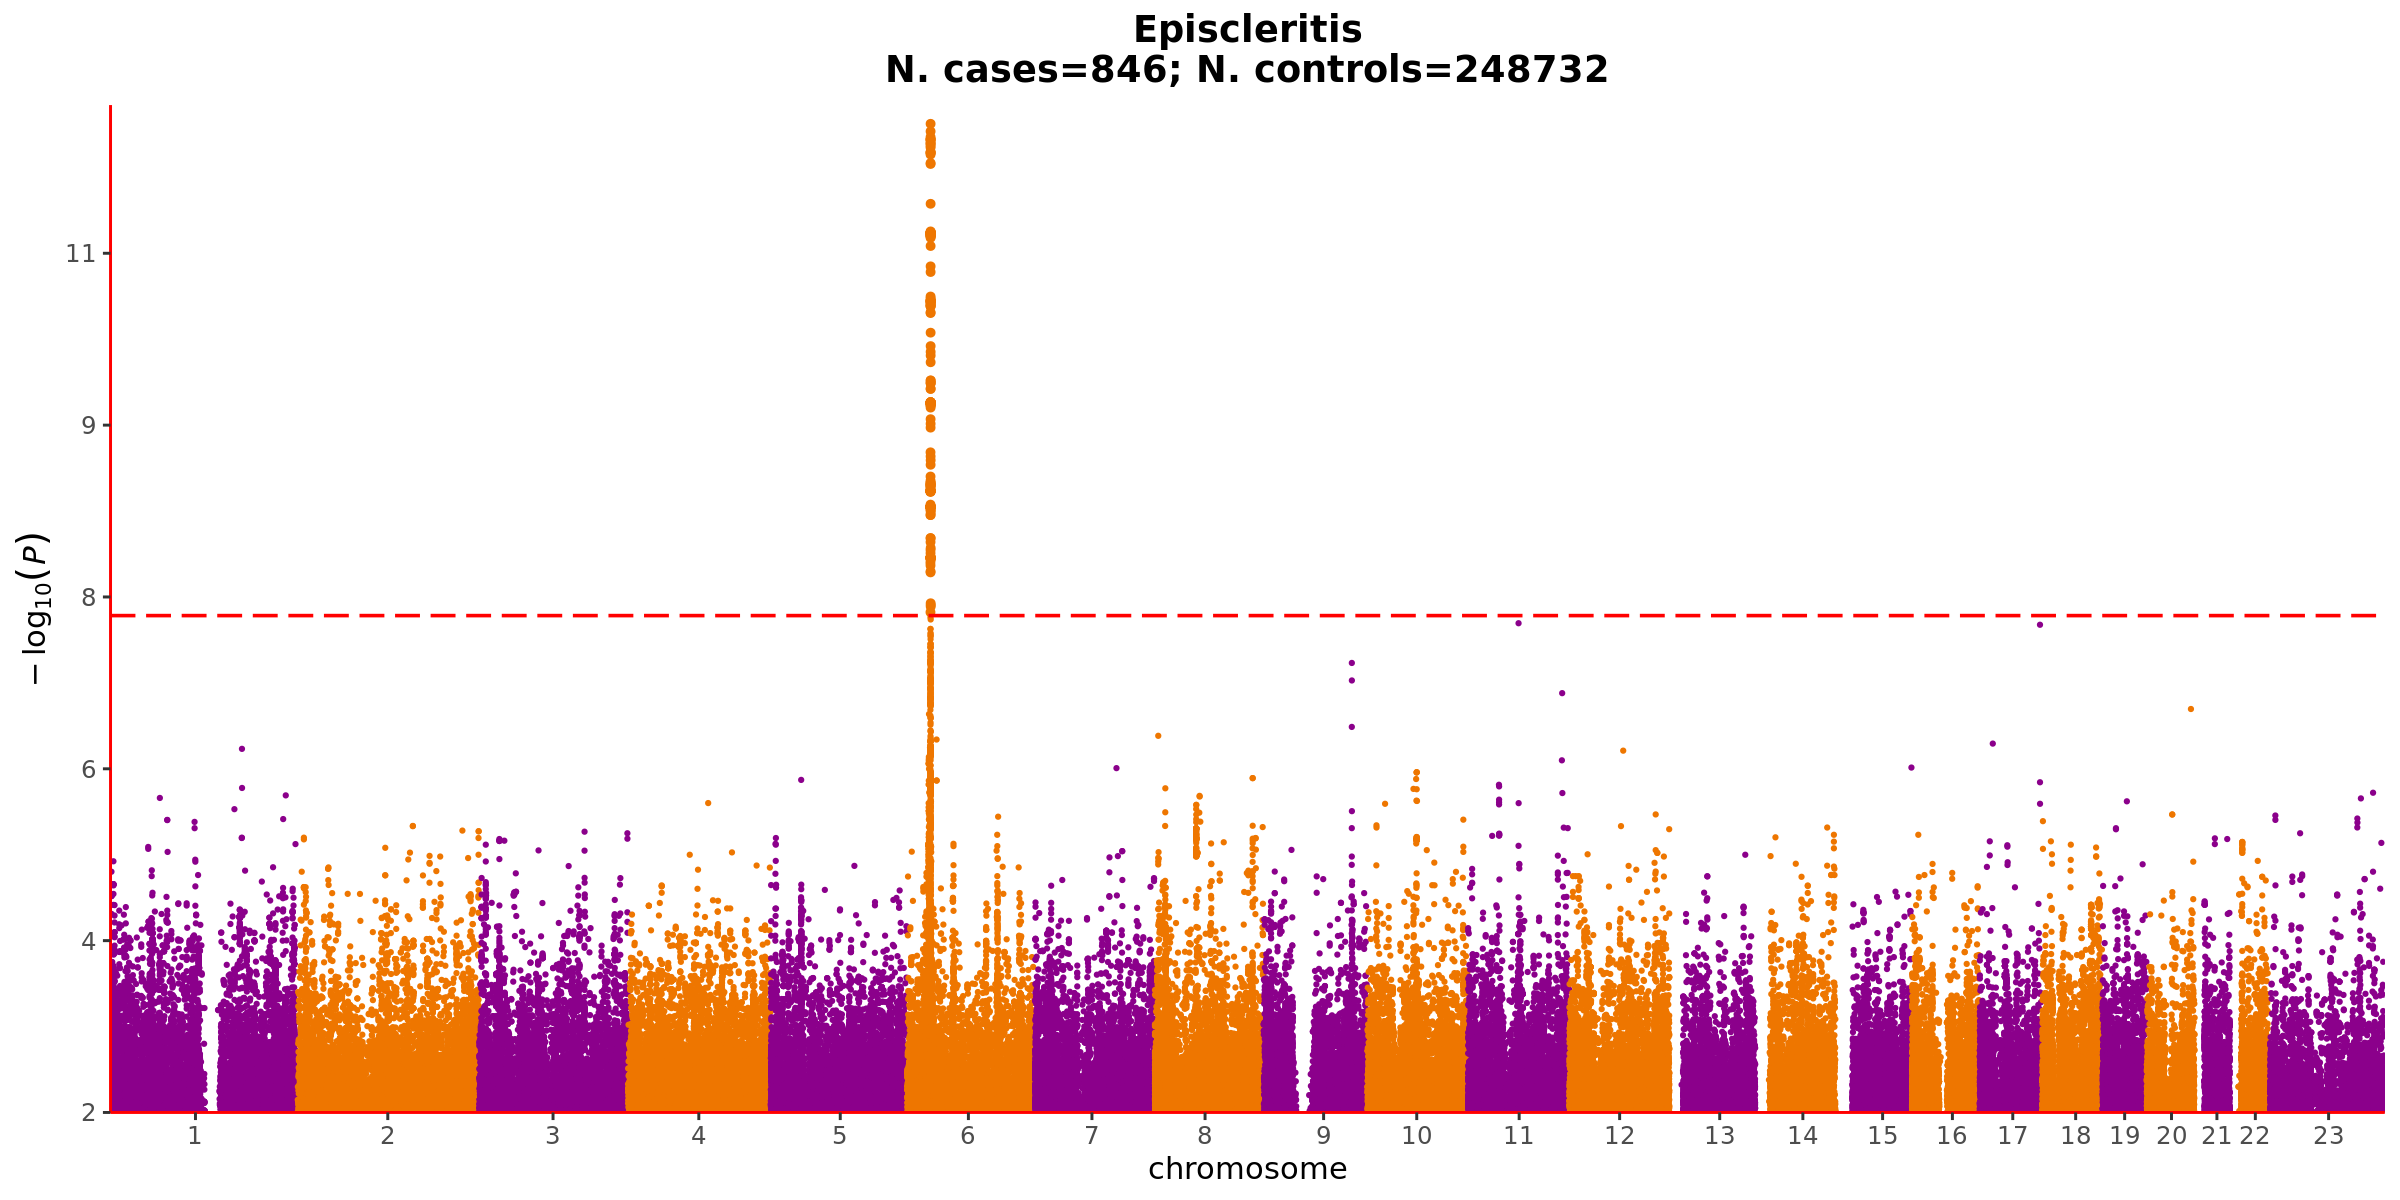 Episcleritis
N. cases=846; N. controls=248732
11
9
8
6
4
2
−log10(P)
1 2 3 4 5 6 7 8 9 10 11 12 13 14 15 16 17 18 19 20 21 22 23
chromosome